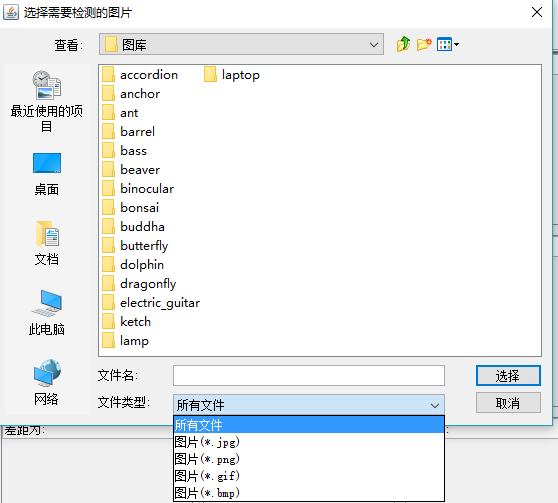 选择需要检测的图片
查看:
图库
accordion
laptop
anchor
ant
barrel
bass
beaver
binocular
bonsai
buddha
butterfly
dolphin
dragonfly
electric_guitar
ketch
lamp
最近使用的项
目
桌面
文档
此电脑
网络
文件名:
选择
文件类型:
所有文件
取消
所有文件
图片(*.jpg)
图片(*.png)
图片(*.gif)
图片(*.bmp)
差距为: